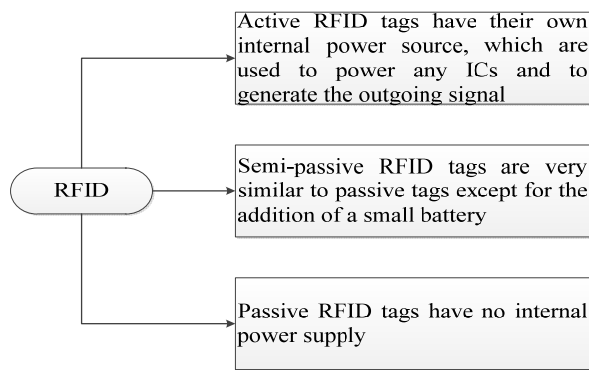 Active RFID tags have their own
internal power source, which are
used to power any ICs and to
generate the outgoing signal
RFID
Semi-passive RFID tags are very
similar to passive tags except for the
addition of a small battery
Passive RFID tags have no internal
power supply